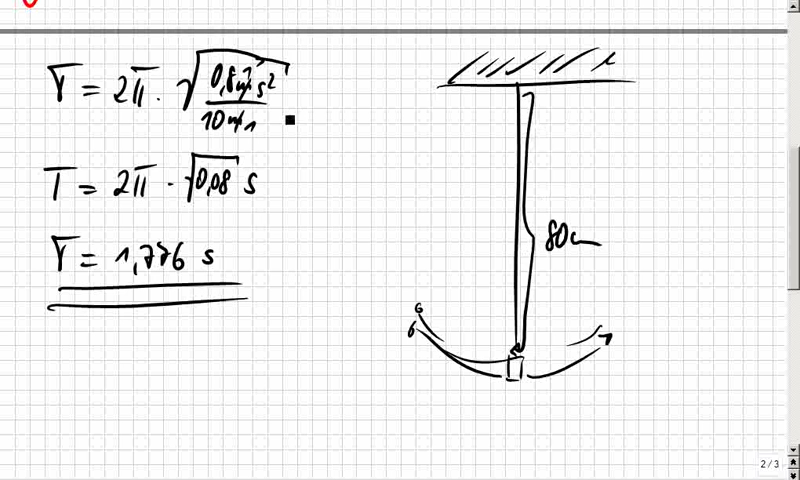 T = 2π · √(0,8 m s² / 10 m)
T = 2π · √0,08 s
T = 1,776 s
80cm
2 / 3